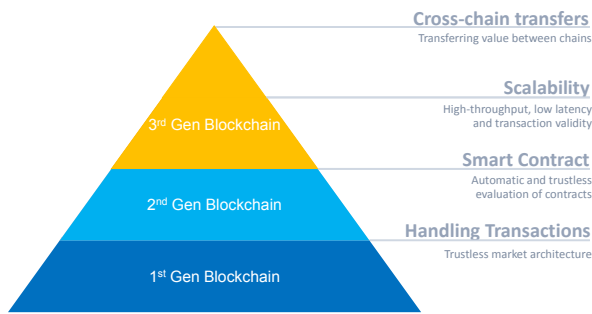 Cross-chain transfers
Transferring value between chains
Scalability
High-throughput, low latency
and transaction validity
3rd Gen Blockchain
Smart Contract
Automatic and trustless
evaluation of contracts
2nd Gen Blockchain
Handling Transactions
Trustless market architecture
1st Gen Blockchain